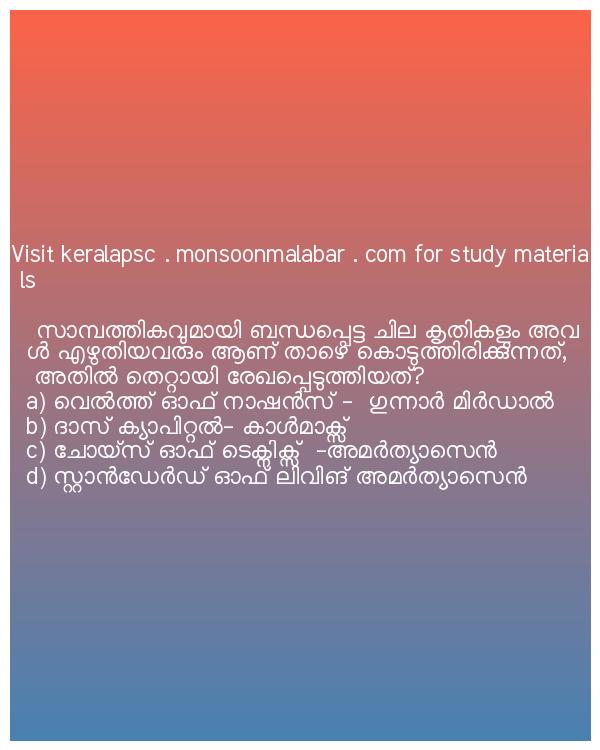 Visit keralapsc . monsoonmalabar . com for study materia
ls
സാമ്പത്തികവുമായി ബന്ധപ്പെട്ട ചില കൃതികളും അവ
ൾ എഴുതിയവരും ആണ് താഴെ കൊടുത്തിരിക്കുന്നത്,
അതിൽ തെറ്റായി രേഖപ്പെടുത്തിയത്?
a) വെൽത്ത് ഓഫ് നാഷൻസ് - ഗുന്നാർ മിർഡാൽ
b) ദാസ് ക്യാപിറ്റൽ- കാൾമാക്സ്
c) ചോയ്സ് ഓഫ് ടെക്നിക്സ് -അമർത്യാസെൻ
d) സ്റ്റാൻഡേർഡ് ഓഫ് ലിവിങ് അമർത്യാസെൻ